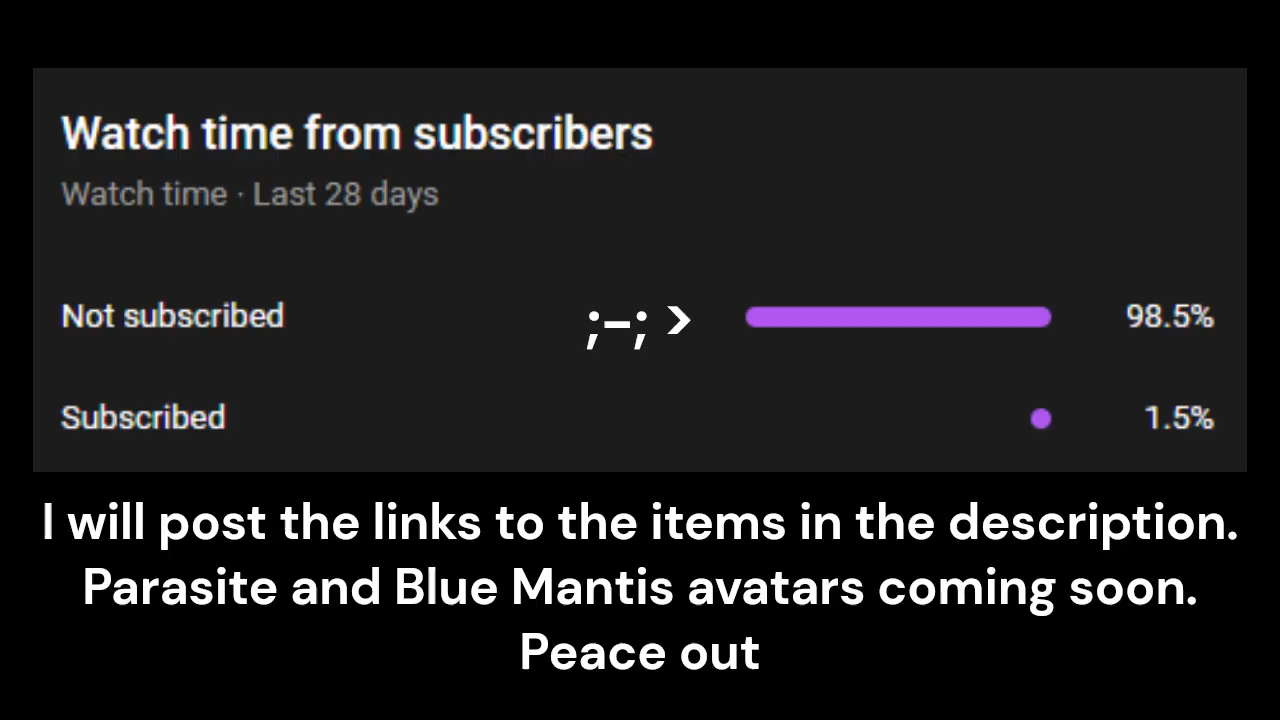 Watch time from subscribers
Watch time · Last 28 days
Not subscribed ;-; > 98.5%
Subscribed 1.5%
I will post the links to the items in the description.
Parasite and Blue Mantis avatars coming soon.
Peace out